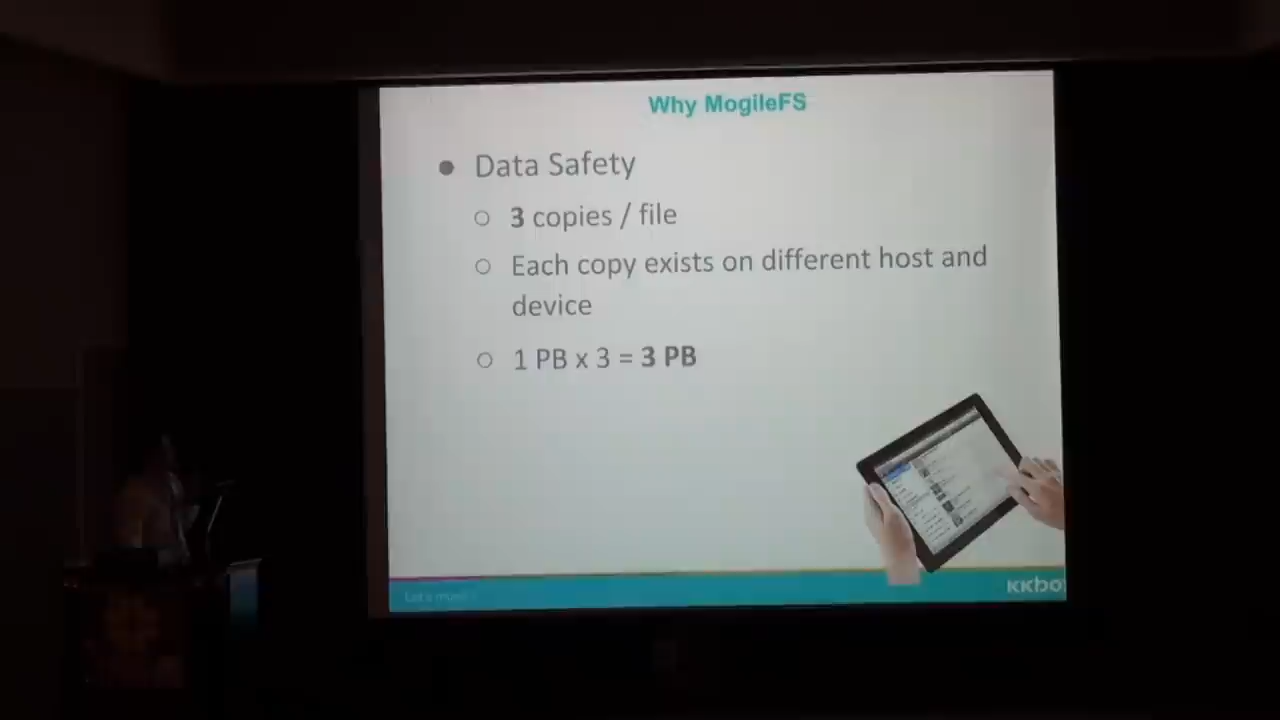 Why MogileFS
● Data Safety
○ 3 copies / file
○ Each copy exists on different host and
device
○ 1 PB x 3 = 3 PB
KKBO